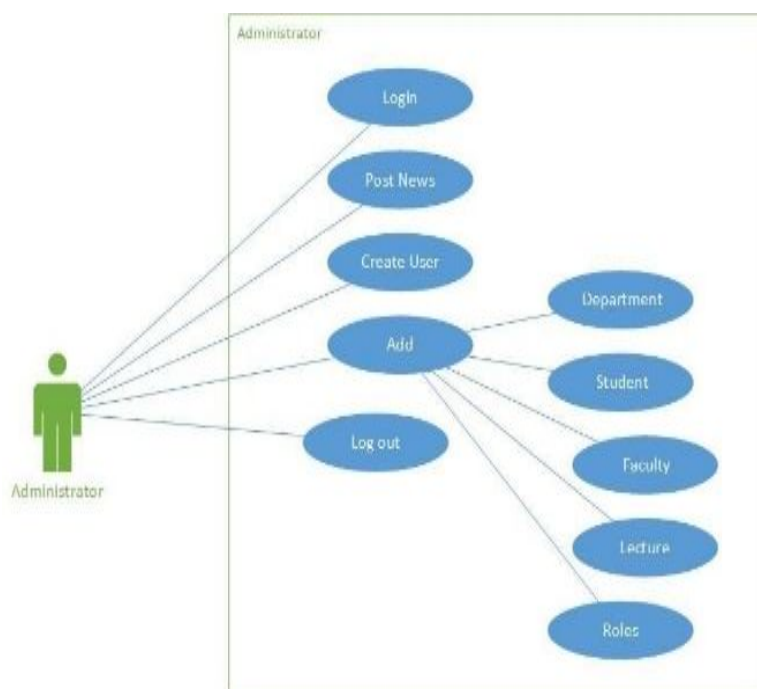 Administrator
Login
Post News
Create User
Department
Add
Student
Log out
Faculty
Administrator
Lecture
Roles